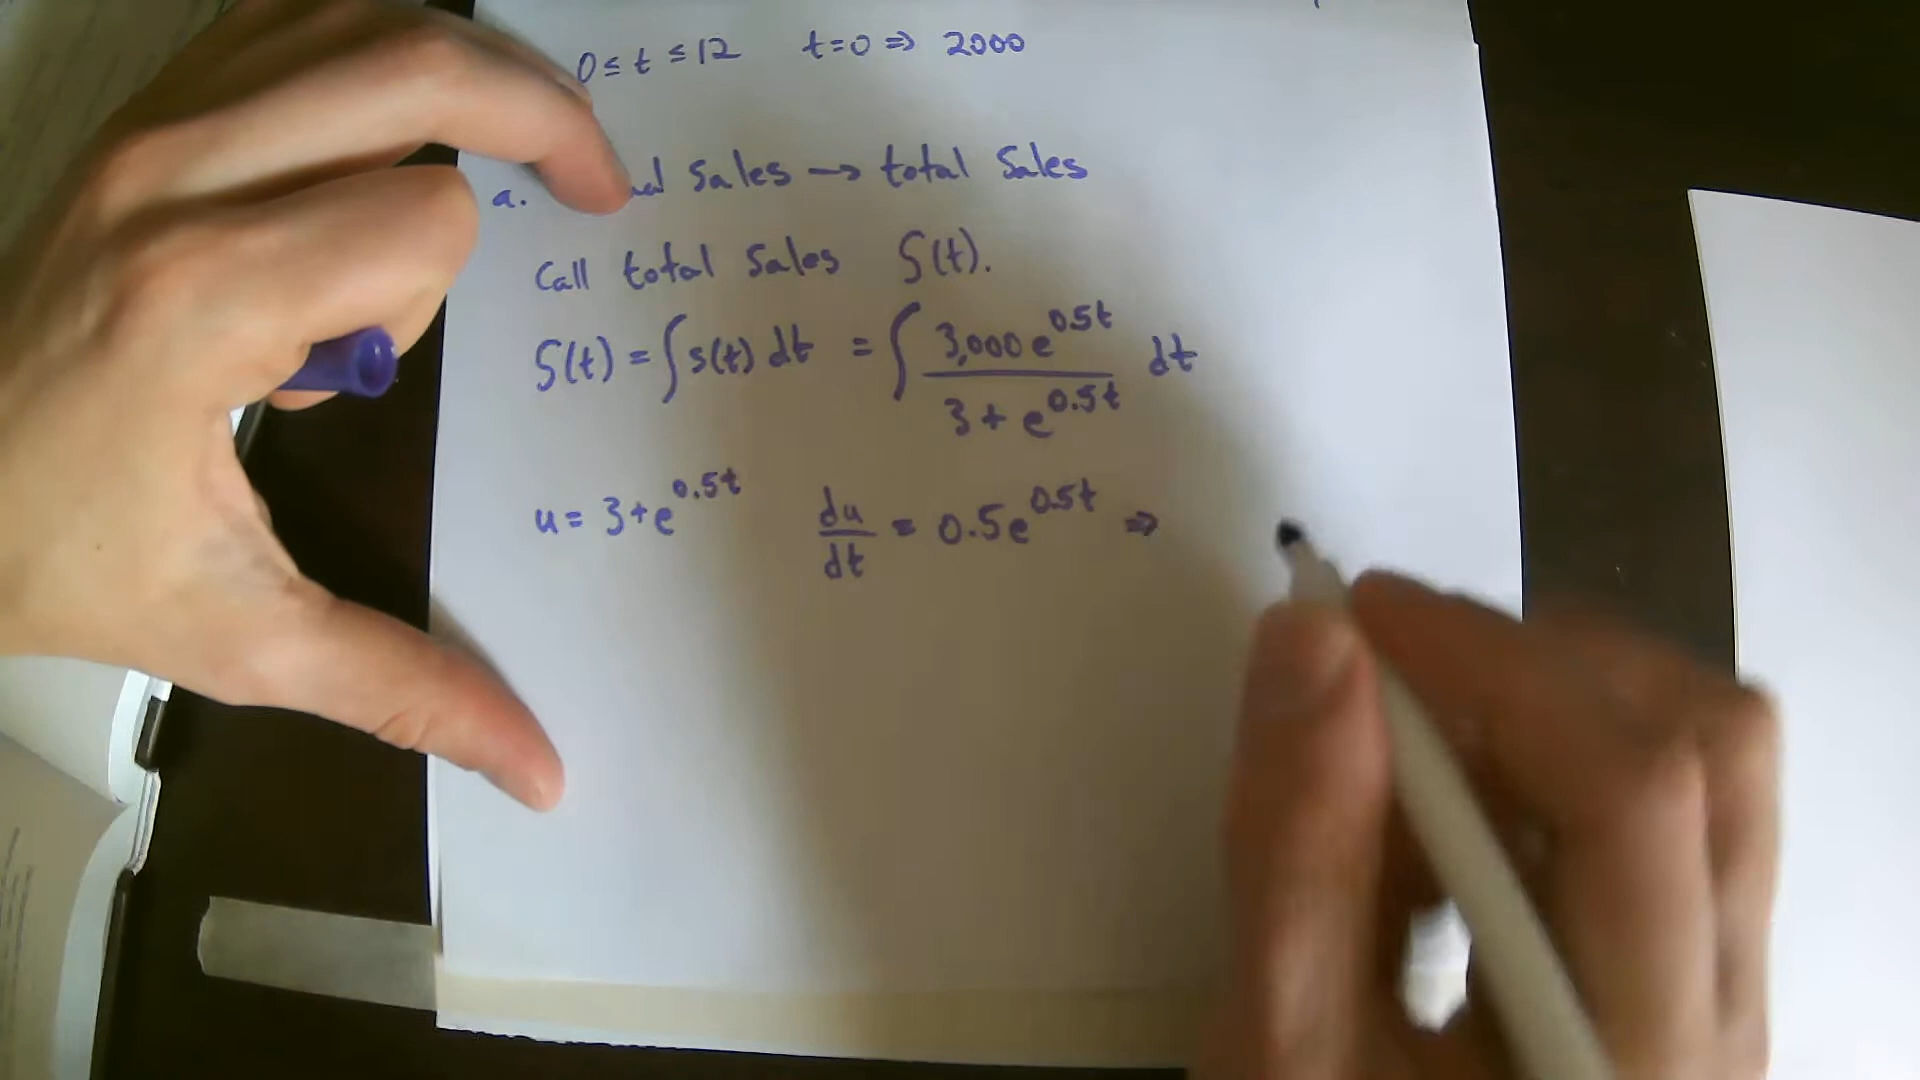 0 ≤ t ≤ 12 t=0 ⇒ 2000
a. Sales → total Sales
Call total Sales S(t).
S(t) = ∫ s(t) dt = ∫ 3,000e^0.5t / 3 + e^0.5t dt
u = 3+e^0.5t du/dt = 0.5e^0.5t ⇒